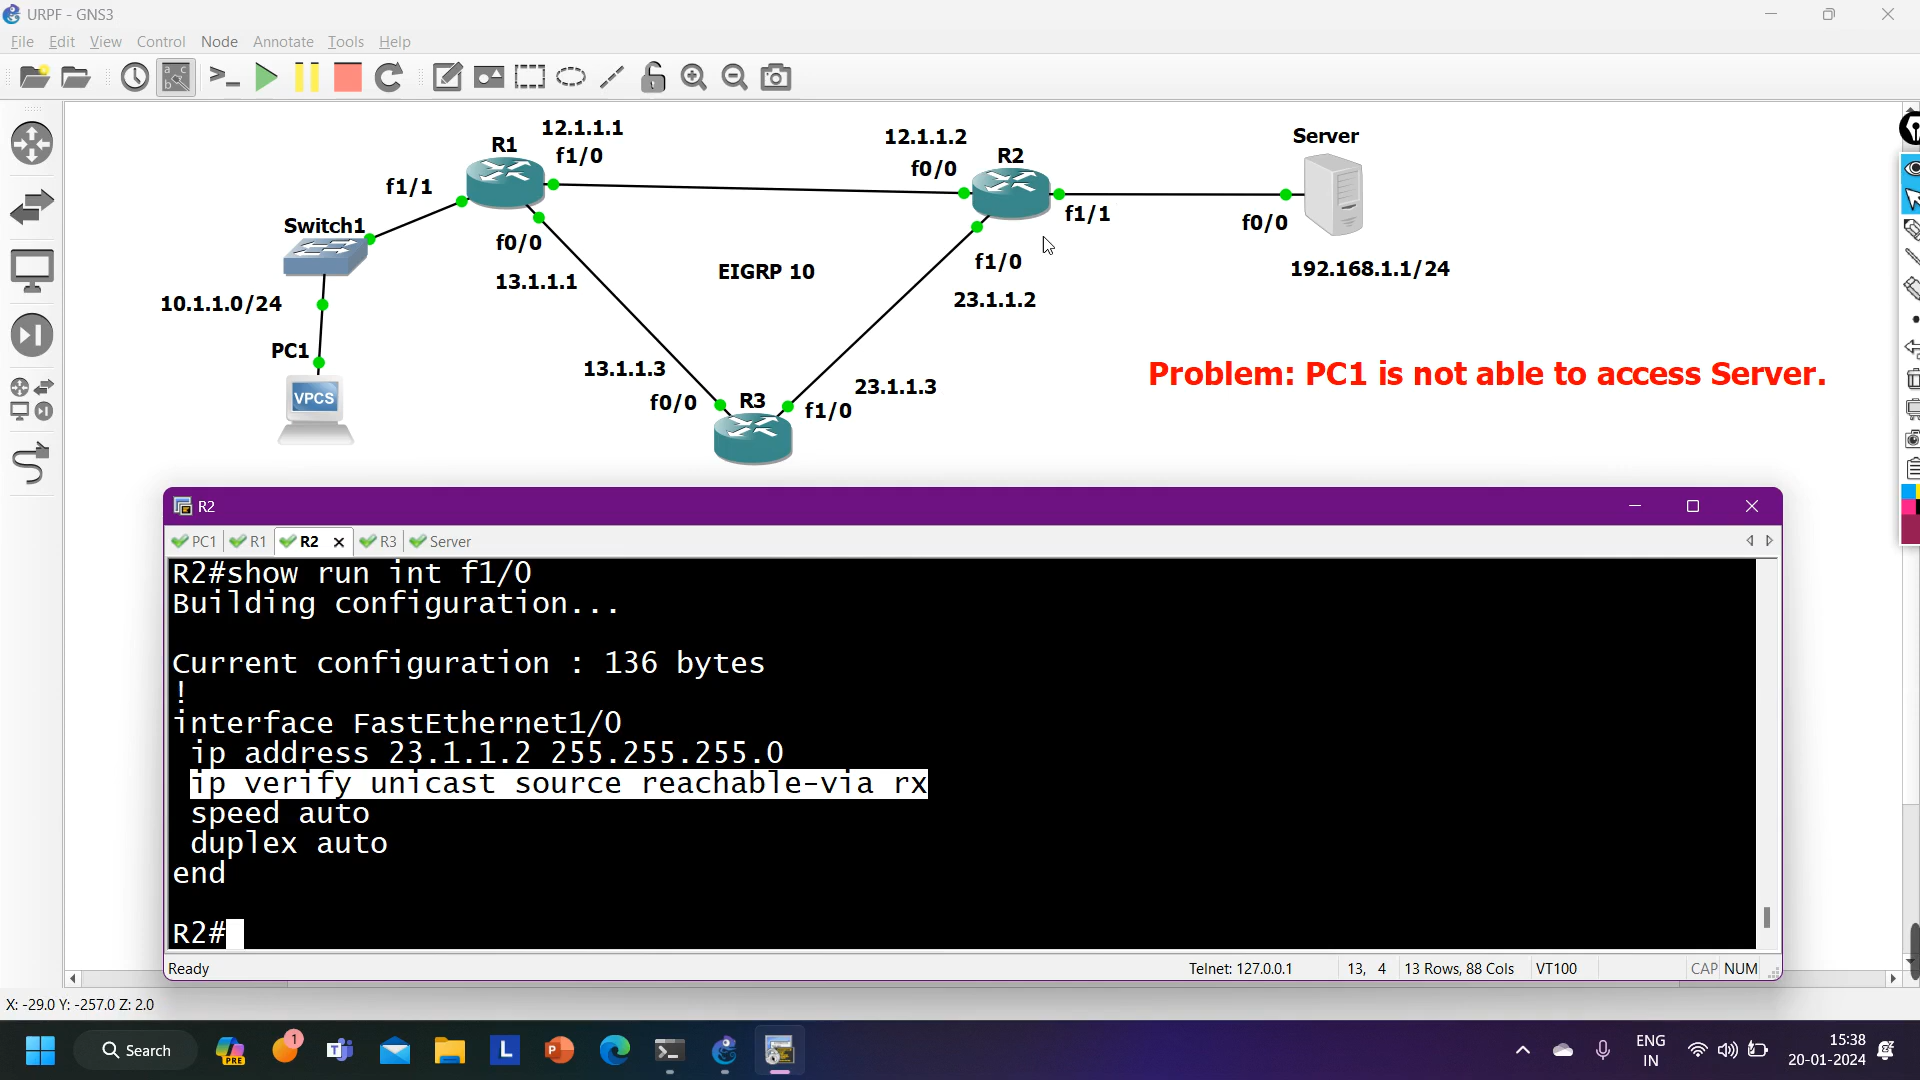 URPF - GNS3
File Edit View Control Node Annotate Tools Help
12.1.1.1
R1
f1/0
12.1.1.2
R2
f0/0
Server
f1/1
f1/1
f0/0
Switch1
f0/0
13.1.1.1
EIGRP 10
f1/0
23.1.1.2
192.168.1.1/24
10.1.1.0/24
PC1
VPCS
13.1.1.3
f0/0
R3
23.1.1.3
f1/0
Problem: PC1 is not able to access Server.
R2
PC1 R1 R2 R3 Server
R2#show run int f1/0
Building configuration...
Current configuration : 136 bytes
!
interface FastEthernet1/0
ip address 23.1.1.2 255.255.255.0
ip verify unicast source reachable-via rx
speed auto
duplex auto
end
R2#
Ready Telnet: 127.0.0.1 13, 4 13 Rows, 88 Cols VT100 CAP NUM
X: -29.0 Y: -257.0 Z: 2.0
Search
PRE
1
L
ENG
IN
15:38
20-01-2024